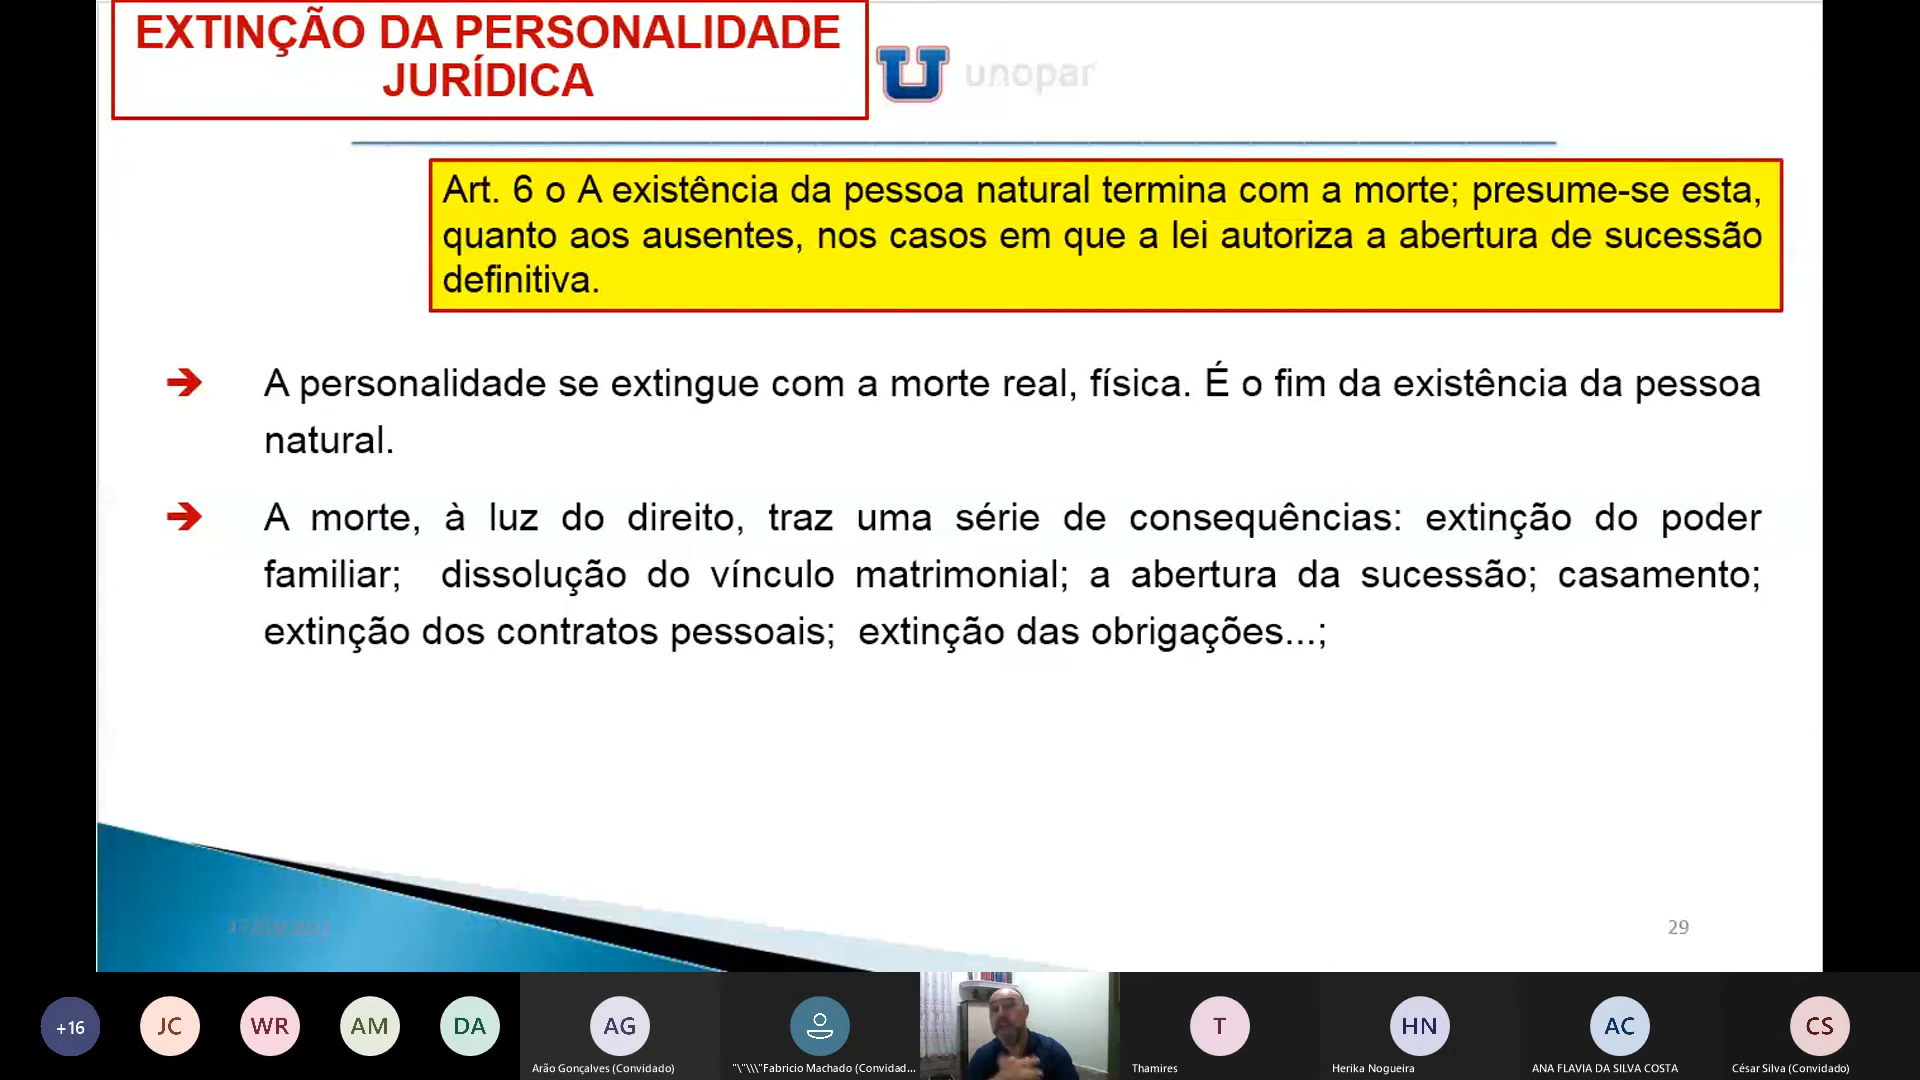 EXTINÇÃO DA PERSONALIDADE
JURÍDICA
unopar
Art. 6 o A existência da pessoa natural termina com a morte; presume-se esta,
quanto aos ausentes, nos casos em que a lei autoriza a abertura de sucessão
definitiva.
A personalidade se extingue com a morte real, física. É o fim da existência da pessoa
natural.
A morte, à luz do direito, traz uma série de consequências: extinção do poder
familiar; dissolução do vínculo matrimonial; a abertura da sucessão; casamento;
extinção dos contratos pessoais; extinção das obrigações...;
29
+16
JC
WR
AM
DA
AG
T
HN
AC
CS
Arão Gonçalves (Convidado)
"\"\\\"Fabricio Machado (Convidad...
Thamires
Herika Nogueira
ANA FLAVIA DA SILVA COSTA
César Silva (Convidado)